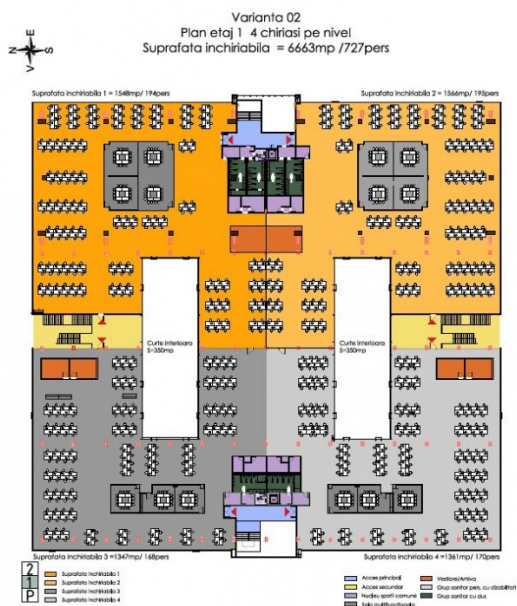 Varianta 02
Plan etaj 1 4 chiriasi pe nivel
Suprafata inchiriabila = 6663mp /727pers
N
E
S
V
Suprafata inchiriabila 1 = 1548mp/ 194pers
Suprafata inchiriabila 2 = 1566mp/ 195pers
Curte interioara
S=350mp
Curte interioara
S=350mp
Suprafata inchiriabila 3 = 1347mp/ 168pers
Suprafata inchiriabila 4 =1361mp/ 170pers
2
1
P
Suprafata inchiriabila 1
Suprafata inchiriabila 2
Suprafata inchiriabila 3
Suprafata inchiriabila 4
Acces principal
Acces secundar
Nucleu spatii comune
Sala multifunctionala
Vestiare/Arhiva
Grup sanitar pers. cu dizabilitati
Grup sanitar cu dus